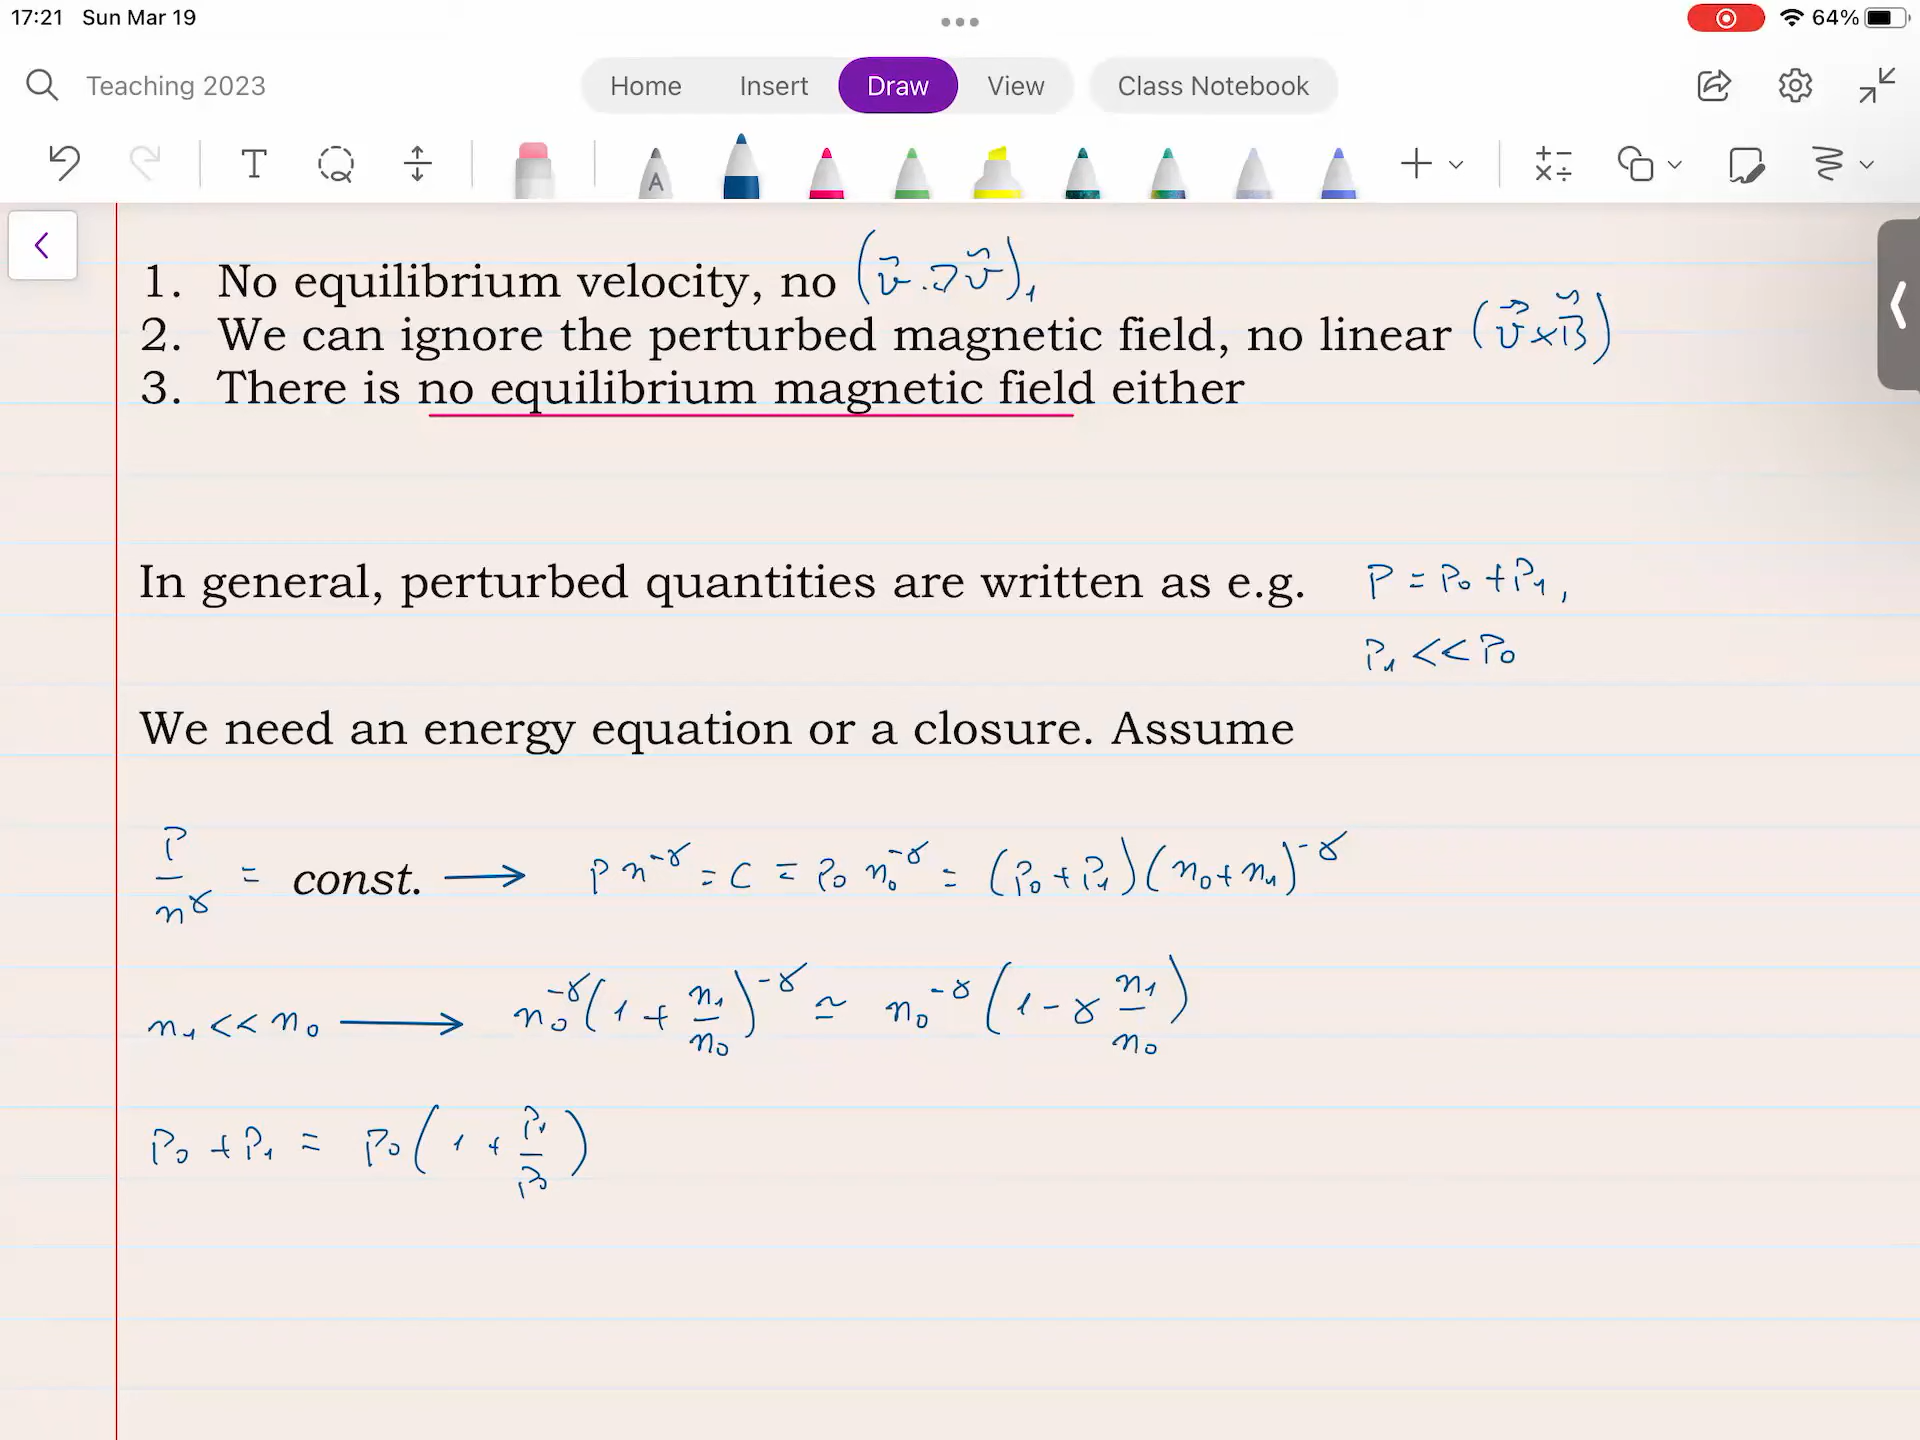 17:21 Sun Mar 19 64%
Teaching 2023 Home Insert Draw View Class Notebook
T A
1. No equilibrium velocity, no (v⃗ · ∇v⃗)₁
2. We can ignore the perturbed magnetic field, no linear (v⃗ × B⃗)
3. There is no equilibrium magnetic field either
In general, perturbed quantities are written as e.g. P = P₀ + P₁,
P₁ << P₀
We need an energy equation or a closure. Assume
P/n^γ = const. → P n^-γ = C = P₀ n₀^-γ = (P₀ + P₁)(n₀ + n₁)^-γ
n₁ << n₀ → n₀^-γ (1 + n₁/n₀)^-γ ≃ n₀^-γ (1 - γ n₁/n₀)
P₀ + P₁ = P₀ (1 + P₁/P₀)